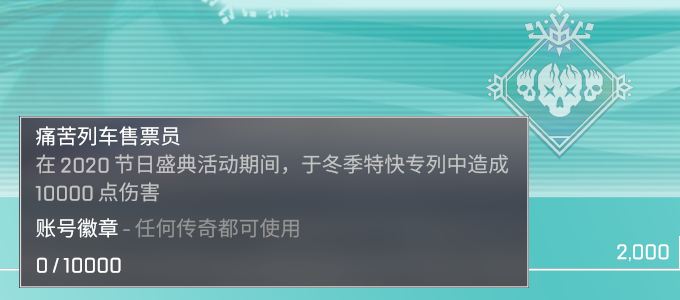 痛苦列车售票员
在 2020 节日盛典活动期间，于冬季特快专列中造成
10000 点伤害
账号徽章 - 任何传奇都可使用
0 / 10000
2,000